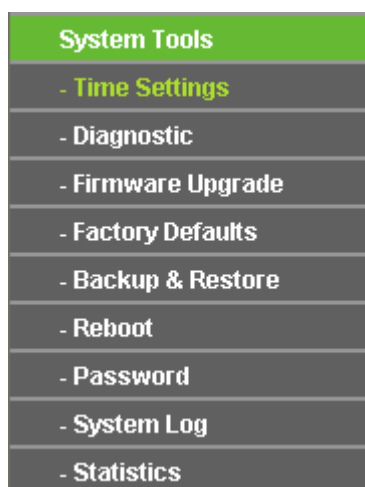 System Tools
- Time Settings
- Diagnostic
- Firmware Upgrade
- Factory Defaults
- Backup & Restore
- Reboot
- Password
- System Log
- Statistics